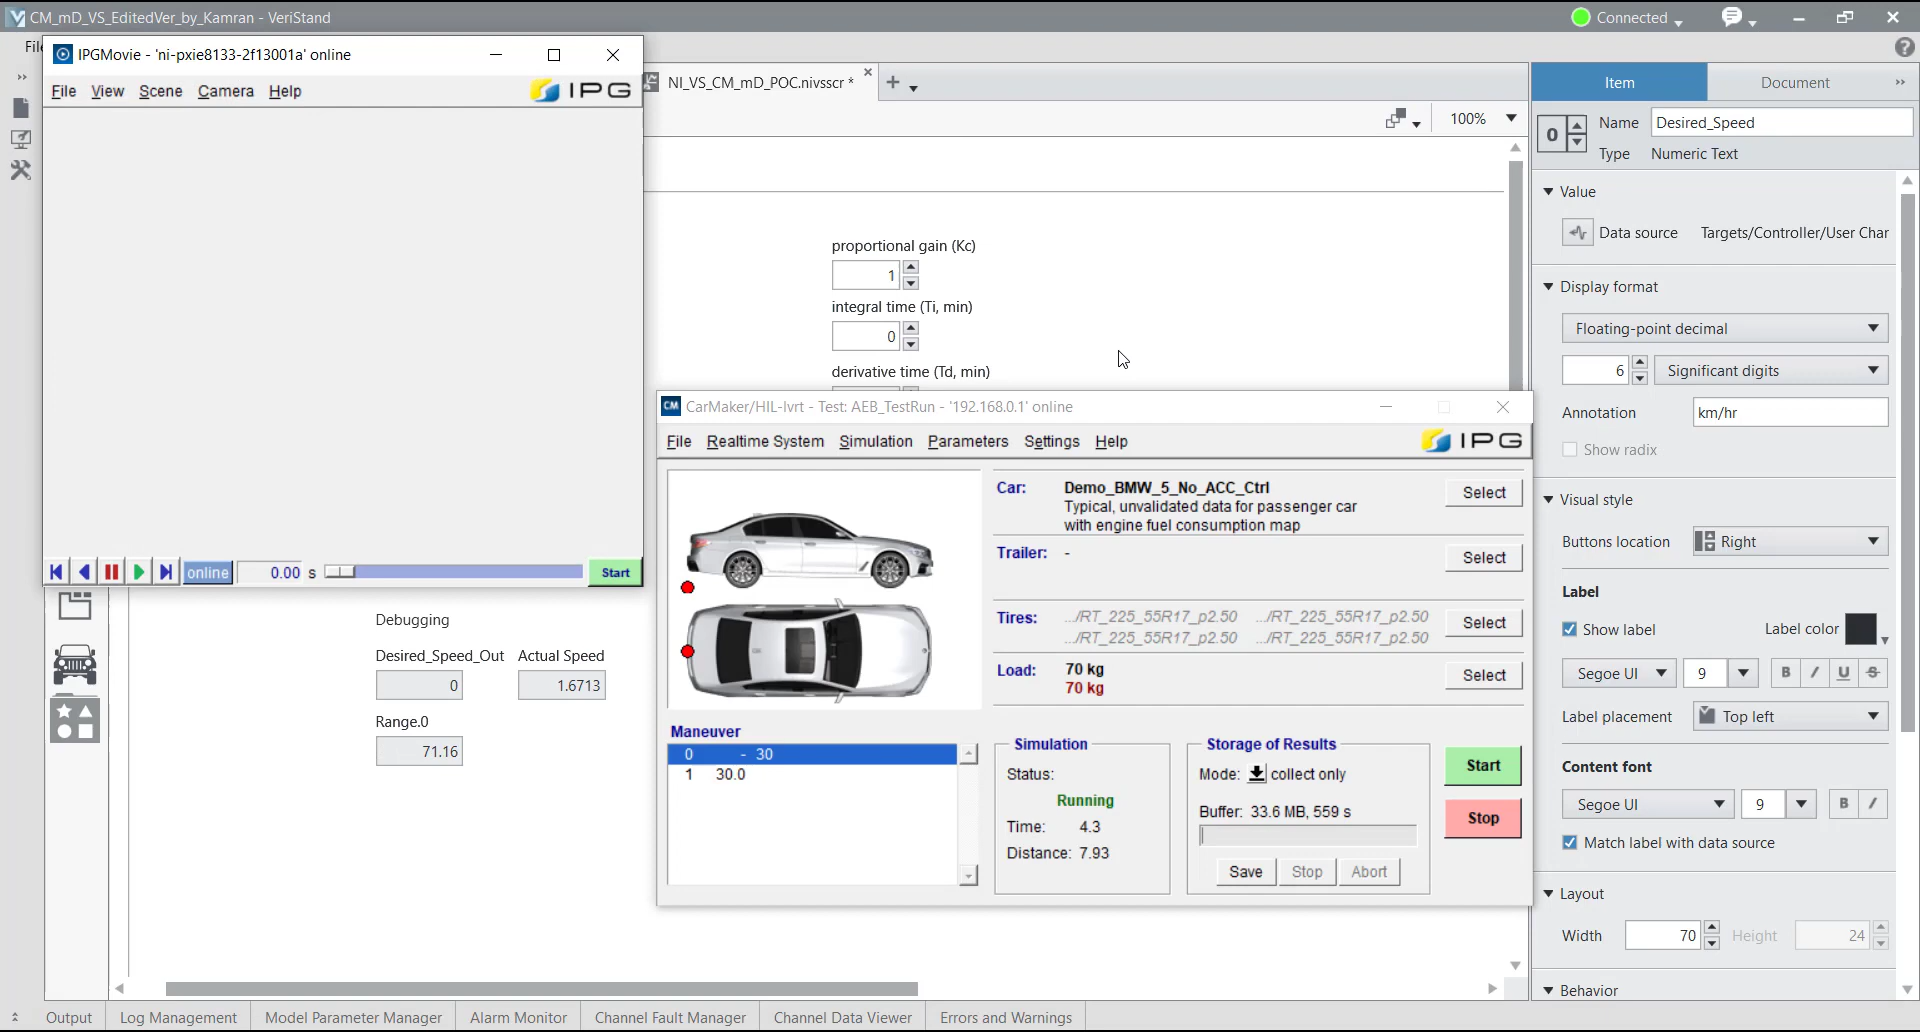 CM_mD_VS_EditedVer_by_Kamran - VeriStand
Connected
IPGMovie - 'ni-pxie8133-2f13001a' online
File View Scene Camera Help
IPG
0.00 s
online
Start
NI_VS_CM_mD_POC.nivsscr *
100%
proportional gain (Kc)
1
integral time (Ti, min)
0
derivative time (Td, min)
Debugging
Desired_Speed_Out Actual Speed
0 1.6713
Range.0
71.16
CM CarMaker/HIL-lvrt - Test: AEB_TestRun - '192.168.0.1' online
File Realtime System Simulation Parameters Settings Help
IPG
Car: Demo_BMW_5_No_ACC_Ctrl
Typical, unvalidated data for passenger car
with engine fuel consumption map
Select
Trailer: -
Select
Tires: .../RT_225_55R17_p2.50 .../RT_225_55R17_p2.50
.../RT_225_55R17_p2.50 .../RT_225_55R17_p2.50
Select
Load: 70 kg
70 kg
Select
Maneuver
0 - 30
1 30.0
Simulation
Status:
Running
Time: 4.3
Distance: 7.93
Storage of Results
Mode: collect only
Buffer: 33.6 MB, 559 s
Save Stop Abort
Start
Stop
Item Document
0
Name Desired_Speed
Type Numeric Text
Value
Data source Targets/Controller/User Char
Display format
Floating-point decimal
6 Significant digits
Annotation km/hr
Show radix
Visual style
Buttons location Right
Label
Show label Label color
Segoe UI 9 B I U S
Label placement Top left
Content font
Segoe UI 9 B I
Match label with data source
Layout
Width 70 Height 24
Behavior
Output Log Management Model Parameter Manager Alarm Monitor Channel Fault Manager Channel Data Viewer Errors and Warnings